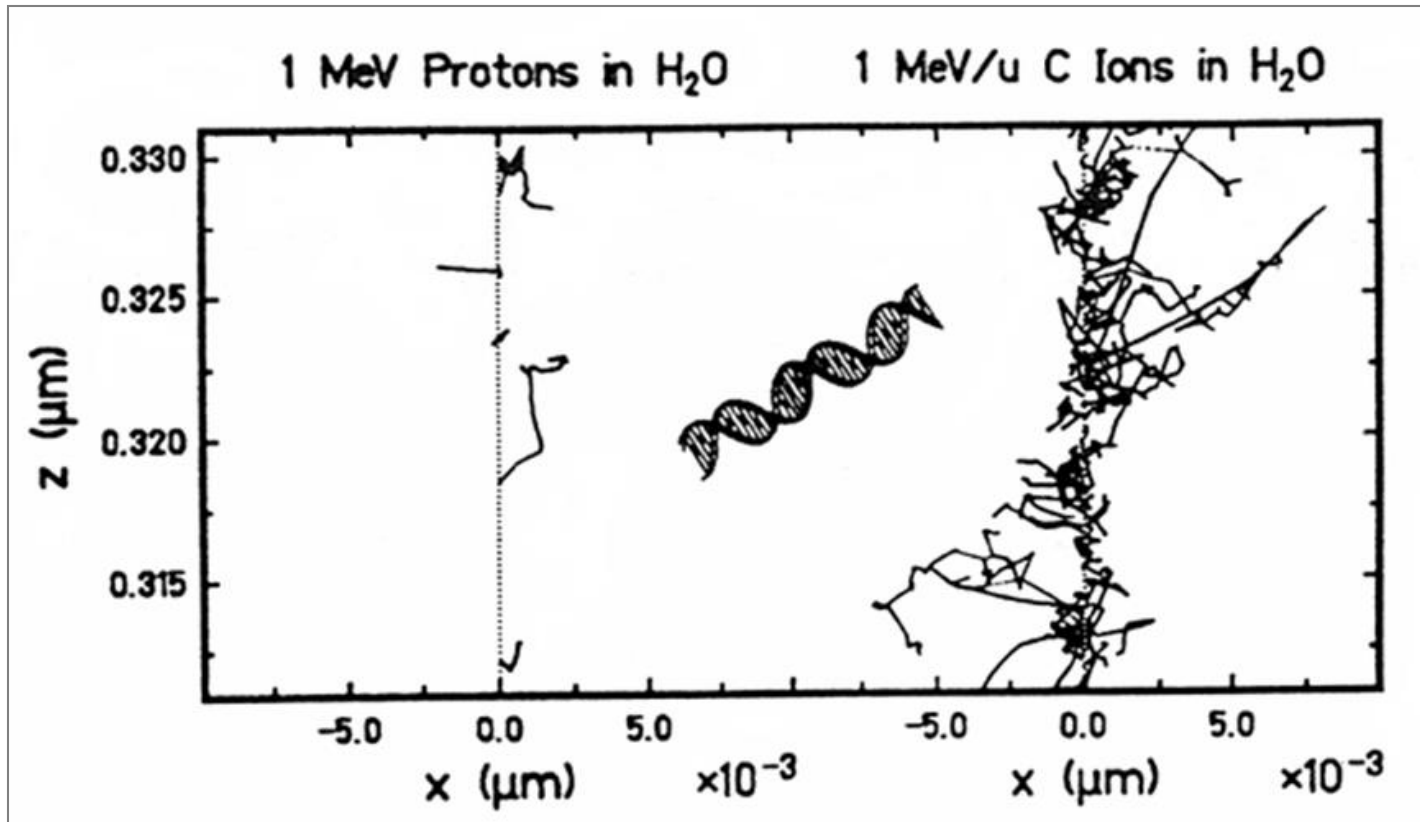 1 MeV Protons in H₂O
1 MeV/u C Ions in H₂O
0.330
0.325
0.320
0.315
z (μm)
-5.0 0.0 5.0
-5.0 0.0 5.0
x (μm) ×10⁻³
x (μm) ×10⁻³